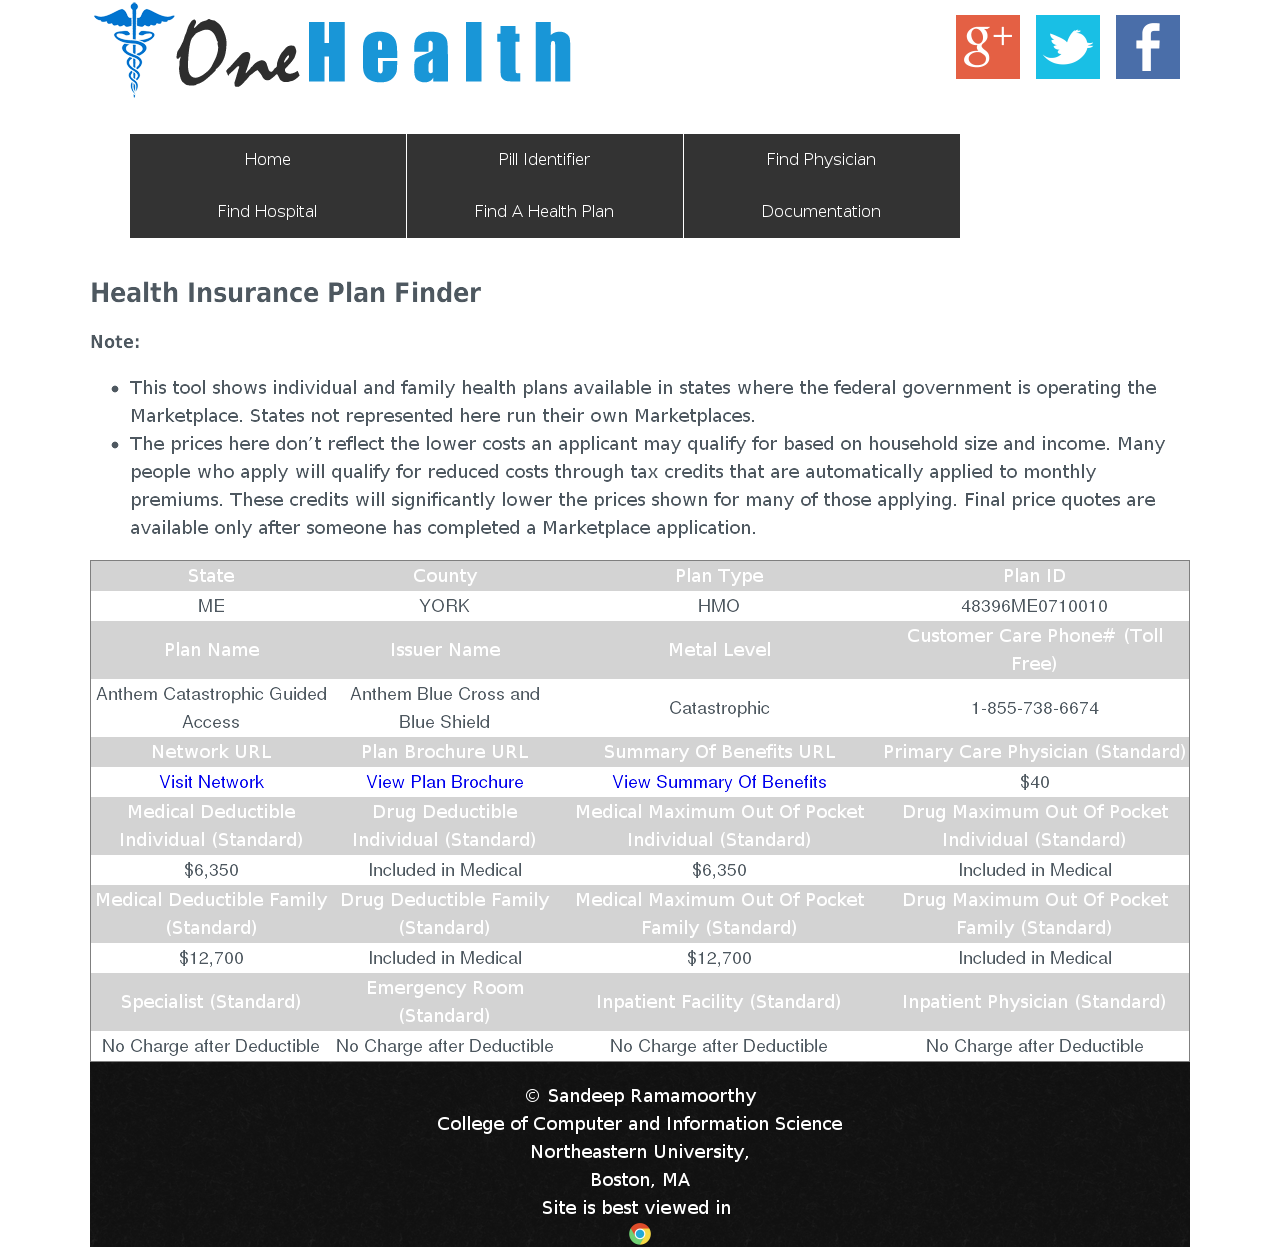 OneHealth
g+
f
Home
Pill Identifier
Find Physician
Find Hospital
Find A Health Plan
Documentation
Health Insurance Plan Finder
Note:
• This tool shows individual and family health plans available in states where the federal government is operating the
Marketplace. States not represented here run their own Marketplaces.
• The prices here don’t reflect the lower costs an applicant may qualify for based on household size and income. Many
people who apply will qualify for reduced costs through tax credits that are automatically applied to monthly
premiums. These credits will significantly lower the prices shown for many of those applying. Final price quotes are
available only after someone has completed a Marketplace application.
State County Plan Type Plan ID
ME YORK HMO 48396ME0710010
Plan Name Issuer Name Metal Level Customer Care Phone# (Toll
Free)
Anthem Catastrophic Guided Anthem Blue Cross and Catastrophic 1-855-738-6674
Access Blue Shield
Network URL Plan Brochure URL Summary Of Benefits URL Primary Care Physician (Standard)
Visit Network View Plan Brochure View Summary Of Benefits $40
Medical Deductible Drug Deductible Medical Maximum Out Of Pocket Drug Maximum Out Of Pocket
Individual (Standard) Individual (Standard) Individual (Standard) Individual (Standard)
$6,350 Included in Medical $6,350 Included in Medical
Medical Deductible Family Drug Deductible Family Medical Maximum Out Of Pocket Drug Maximum Out Of Pocket
(Standard) (Standard) Family (Standard) Family (Standard)
$12,700 Included in Medical $12,700 Included in Medical
Specialist (Standard) Emergency Room Inpatient Facility (Standard) Inpatient Physician (Standard)
(Standard)
No Charge after Deductible No Charge after Deductible No Charge after Deductible No Charge after Deductible
© Sandeep Ramamoorthy
College of Computer and Information Science
Northeastern University,
Boston, MA
Site is best viewed in